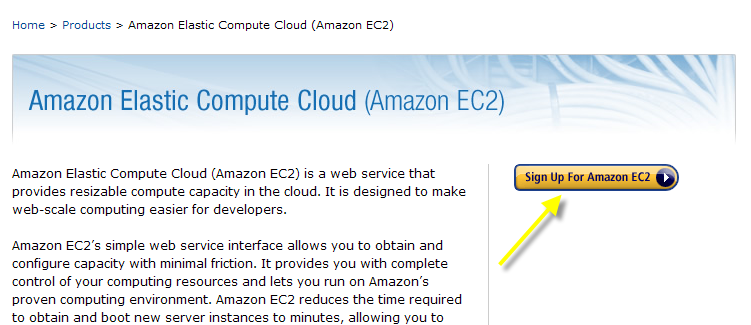 Home > Products > Amazon Elastic Compute Cloud (Amazon EC2)
Amazon Elastic Compute Cloud (Amazon EC2)
Amazon Elastic Compute Cloud (Amazon EC2) is a web service that
provides resizable compute capacity in the cloud. It is designed to make
web-scale computing easier for developers.
Amazon EC2′s simple web service interface allows you to obtain and
configure capacity with minimal friction. It provides you with complete
control of your computing resources and lets you run on Amazon′s
proven computing environment. Amazon EC2 reduces the time required
to obtain and boot new server instances to minutes, allowing you to
Sign Up For Amazon EC2